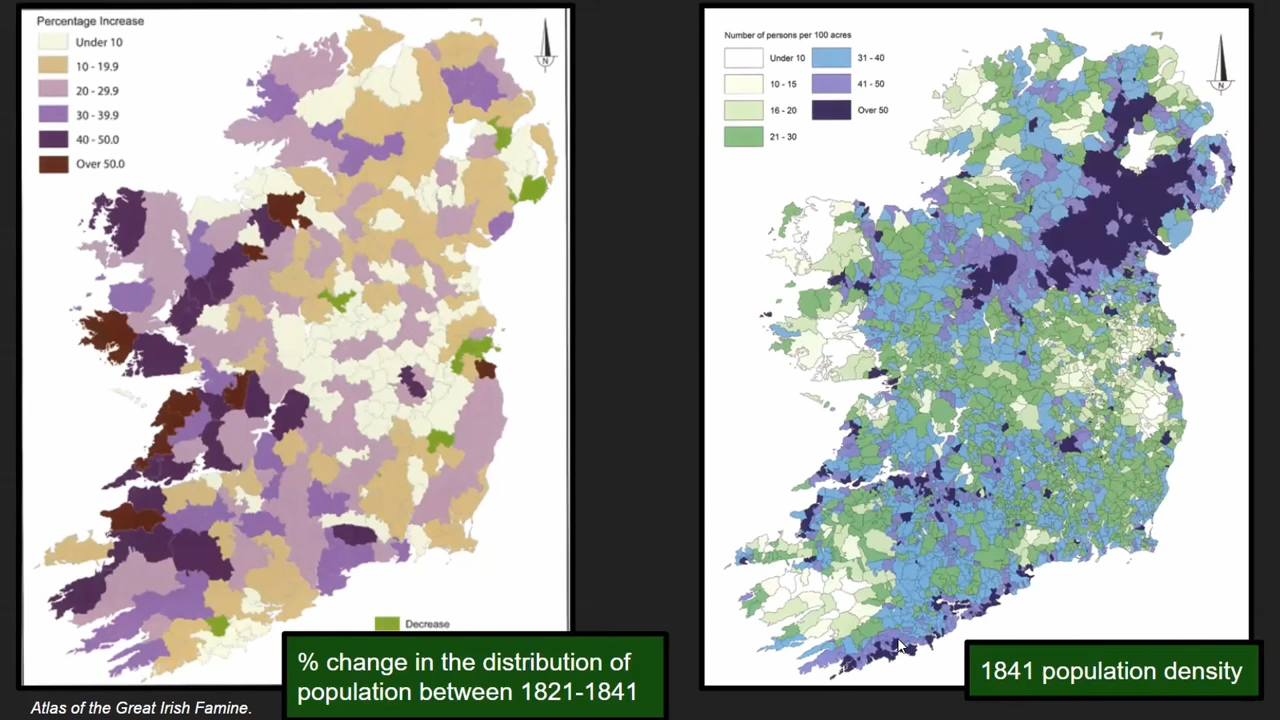 Percentage Increase
Under 10
10 - 19.9
20 - 29.9
30 - 39.9
40 - 50.0
Over 50.0
N
Decrease
% change in the distribution of
population between 1821-1841
Atlas of the Great Irish Famine.
Number of persons per 100 acres
Under 10
10 - 15
16 - 20
21 - 30
31 - 40
41 - 50
Over 50
N
1841 population density